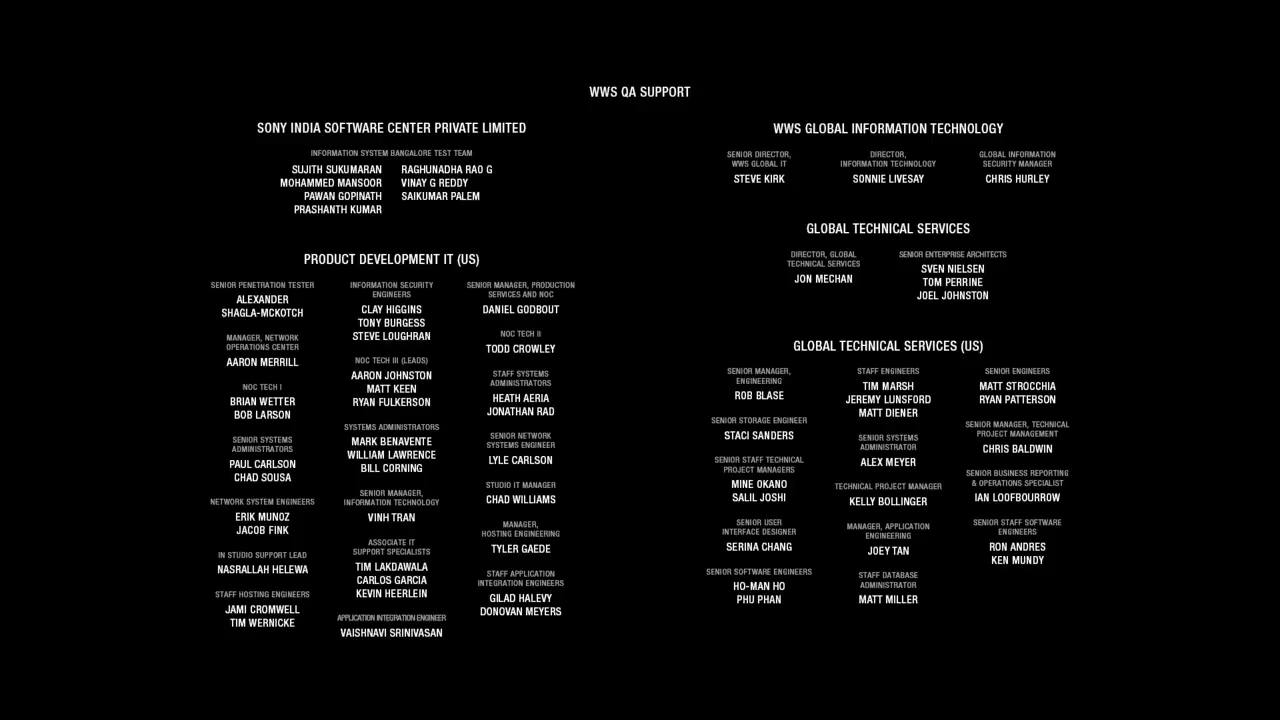 WWS QA SUPPORT
SONY INDIA SOFTWARE CENTER PRIVATE LIMITED
INFORMATION SYSTEM BANGALORE TEST TEAM
SUJITH SUKUMARAN RAGHUNADHA RAO G
MOHAMMED MANSOOR VINAY G REDDY
PAWAN GOPINATH SAIKUMAR PALEM
PRASHANTH KUMAR
PRODUCT DEVELOPMENT IT (US)
SENIOR PENETRATION TESTER
ALEXANDER
SHAGLA-MCKOTCH
MANAGER, NETWORK
OPERATIONS CENTER
AARON MERRILL
NOC TECH I
BRIAN WETTER
BOB LARSON
SENIOR SYSTEMS
ADMINISTRATORS
PAUL CARLSON
CHAD SOUSA
NETWORK SYSTEM ENGINEERS
ERIK MUNOZ
JACOB FINK
IN STUDIO SUPPORT LEAD
NASRALLAH HELEWA
STAFF HOSTING ENGINEERS
JAMI CROMWELL
TIM WERNICKE
INFORMATION SECURITY
ENGINEERS
CLAY HIGGINS
TONY BURGESS
STEVE LOUGHRAN
NOC TECH III (LEADS)
AARON JOHNSTON
MATT KEEN
RYAN FULKERSON
SYSTEMS ADMINISTRATORS
MARK BENAVENTE
WILLIAM LAWRENCE
BILL CORNING
SENIOR MANAGER,
INFORMATION TECHNOLOGY
VINH TRAN
ASSOCIATE IT
SUPPORT SPECIALISTS
TIM LAKDAWALA
CARLOS GARCIA
KEVIN HEERLEIN
APPLICATION INTEGRATION ENGINEER
VAISHNAVI SRINIVASAN
SENIOR MANAGER, PRODUCTION
SERVICES AND NOC
DANIEL GODBOUT
NOC TECH II
TODD CROWLEY
STAFF SYSTEMS
ADMINISTRATORS
HEATH AERIA
JONATHAN RAD
SENIOR NETWORK
SYSTEMS ENGINEER
LYLE CARLSON
STUDIO IT MANAGER
CHAD WILLIAMS
MANAGER,
HOSTING ENGINEERING
TYLER GAEDE
STAFF APPLICATION
INTEGRATION ENGINEERS
GILAD HALEVY
DONOVAN MEYERS
WWS GLOBAL INFORMATION TECHNOLOGY
SENIOR DIRECTOR,
WWS GLOBAL IT
STEVE KIRK
DIRECTOR,
INFORMATION TECHNOLOGY
SONNIE LIVESAY
GLOBAL INFORMATION
SECURITY MANAGER
CHRIS HURLEY
GLOBAL TECHNICAL SERVICES
DIRECTOR, GLOBAL
TECHNICAL SERVICES
JON MECHAN
SENIOR ENTERPRISE ARCHITECTS
SVEN NIELSEN
TOM PERRINE
JOEL JOHNSTON
GLOBAL TECHNICAL SERVICES (US)
SENIOR MANAGER,
ENGINEERING
ROB BLASE
SENIOR STORAGE ENGINEER
STACI SANDERS
SENIOR STAFF TECHNICAL
PROJECT MANAGERS
MINE OKANO
SALIL JOSHI
SENIOR USER
INTERFACE DESIGNER
SERINA CHANG
SENIOR SOFTWARE ENGINEERS
HO-MAN HO
PHU PHAN
STAFF ENGINEERS
TIM MARSH
JEREMY LUNSFORD
MATT DIENER
SENIOR SYSTEMS
ADMINISTRATOR
ALEX MEYER
TECHNICAL PROJECT MANAGER
KELLY BOLLINGER
MANAGER, APPLICATION
ENGINEERING
JOEY TAN
STAFF DATABASE
ADMINISTRATOR
MATT MILLER
SENIOR ENGINEERS
MATT STROCCHIA
RYAN PATTERSON
SENIOR MANAGER, TECHNICAL
PROJECT MANAGEMENT
CHRIS BALDWIN
SENIOR BUSINESS REPORTING
& OPERATIONS SPECIALIST
IAN LOOFBOURROW
SENIOR STAFF SOFTWARE
ENGINEERS
RON ANDRES
KEN MUNDY